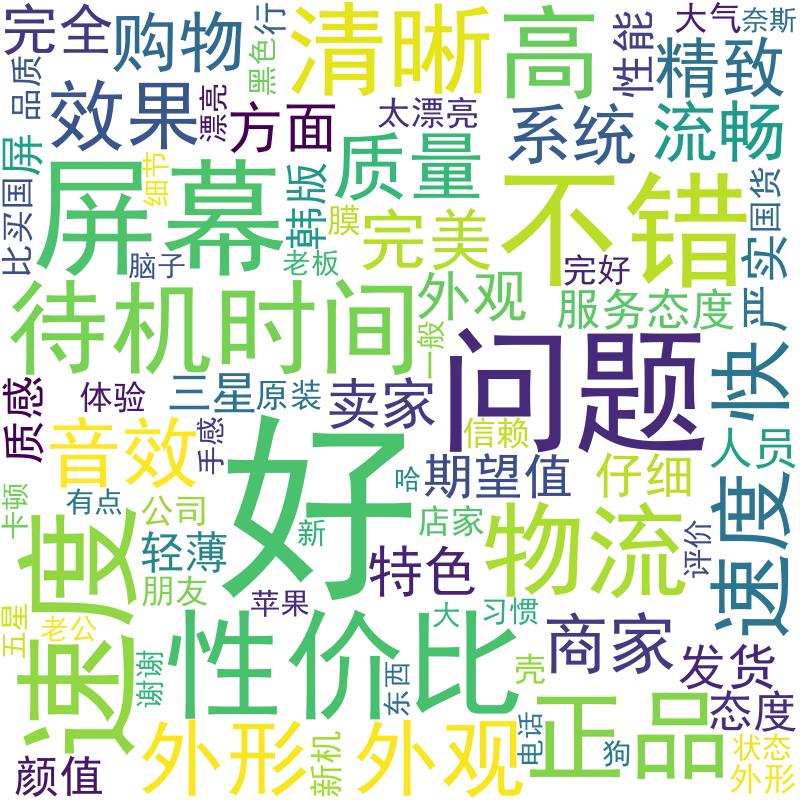 完全
购物
清晰
高
性能
大气
奈斯
行
黑色
品质
效果
漂亮
方面
太漂亮
系统
精致
流畅
屏
屏幕
细节
韩版
质量
膜
完美
不错
国货
比买国
脑子
老板
完好
严实
待机时间
外观
服务态度
一般
问题
快
质感
体验
三星
原装
卖家
信赖
人员
音效
手感
好
哈
期望值
仔细
卡顿
有点
公司
新
店家
物流
评价
速度
速度
轻薄
朋友
特色
苹果
大
习惯
五星
老公
谢谢
性价比
东西
壳
商家
发货
态度
颜值
外形
新机
外观
电话
正品
狗
状态
外形